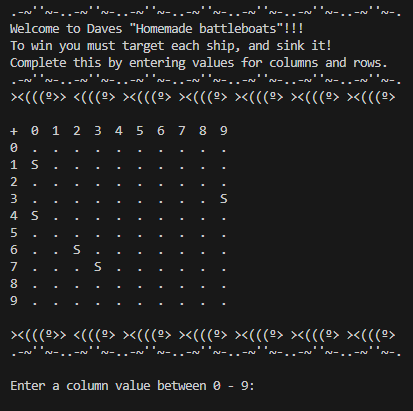 .-~''~-..-~''~-..-~''~-..-~''~-..-~''~-..-~''~-.
Welcome to Daves "Homemade battleboats"!!!
To win you must target each ship, and sink it!
Complete this by entering values for columns and rows.
.-~''~-..-~''~-..-~''~-..-~''~-..-~''~-..-~''~-.
><(((º>> <(((º> ><(((º> ><(((º> ><(((º> ><(((º>
+ 0 1 2 3 4 5 6 7 8 9
0 . . . . . . . . . .
1 S . . . . . . . . .
2 . . . . . . . . . .
3 . . . . . . . . . S
4 S . . . . . . . . .
5 . . . . . . . . . .
6 . . S . . . . . . .
7 . . . S . . . . . .
8 . . . . . . . . . .
9 . . . . . . . . . .
><(((º>> <(((º> ><(((º> ><(((º> ><(((º> ><(((º>
.-~''~-..-~''~-..-~''~-..-~''~-..-~''~-..-~''~-.
Enter a column value between 0 - 9: